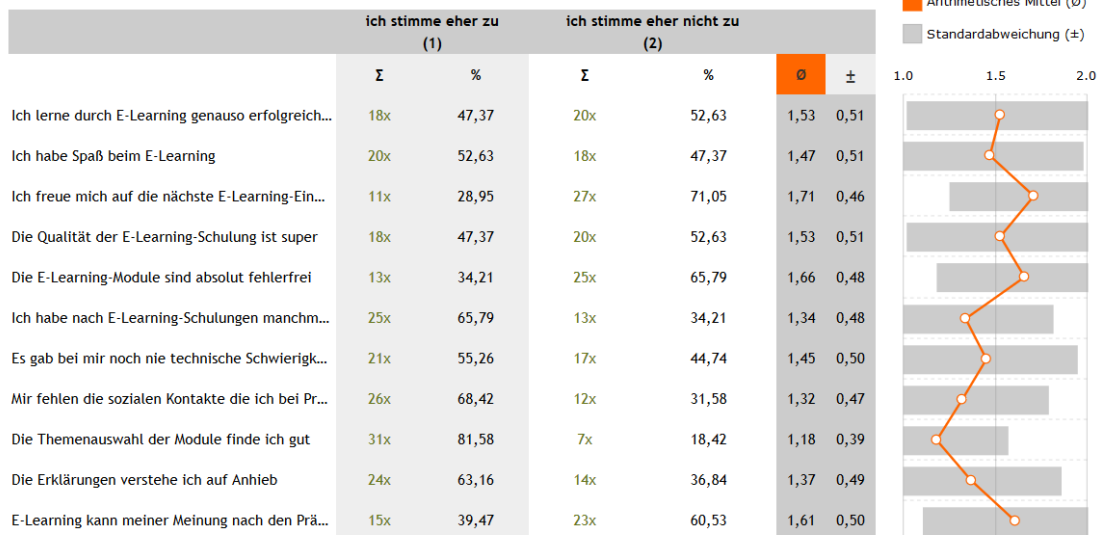 Arithmetisches Mittel (Ø)
Standardabweichung (±)
ich stimme eher zu (1) ich stimme eher nicht zu (2)
Σ % Σ % Ø ± 1.0 1.5 2.0
Ich lerne durch E-Learning genauso erfolgreich... 18x 47,37 20x 52,63 1,53 0,51
Ich habe Spaß beim E-Learning 20x 52,63 18x 47,37 1,47 0,51
Ich freue mich auf die nächste E-Learning-Ein... 11x 28,95 27x 71,05 1,71 0,46
Die Qualität der E-Learning-Schulung ist super 18x 47,37 20x 52,63 1,53 0,51
Die E-Learning-Module sind absolut fehlerfrei 13x 34,21 25x 65,79 1,66 0,48
Ich habe nach E-Learning-Schulungen manchm... 25x 65,79 13x 34,21 1,34 0,48
Es gab bei mir noch nie technische Schwierigk... 21x 55,26 17x 44,74 1,45 0,50
Mir fehlen die sozialen Kontakte die ich bei Pr... 26x 68,42 12x 31,58 1,32 0,47
Die Themenauswahl der Module finde ich gut 31x 81,58 7x 18,42 1,18 0,39
Die Erklärungen verstehe ich auf Anhieb 24x 63,16 14x 36,84 1,37 0,49
E-Learning kann meiner Meinung nach den Prä... 15x 39,47 23x 60,53 1,61 0,50